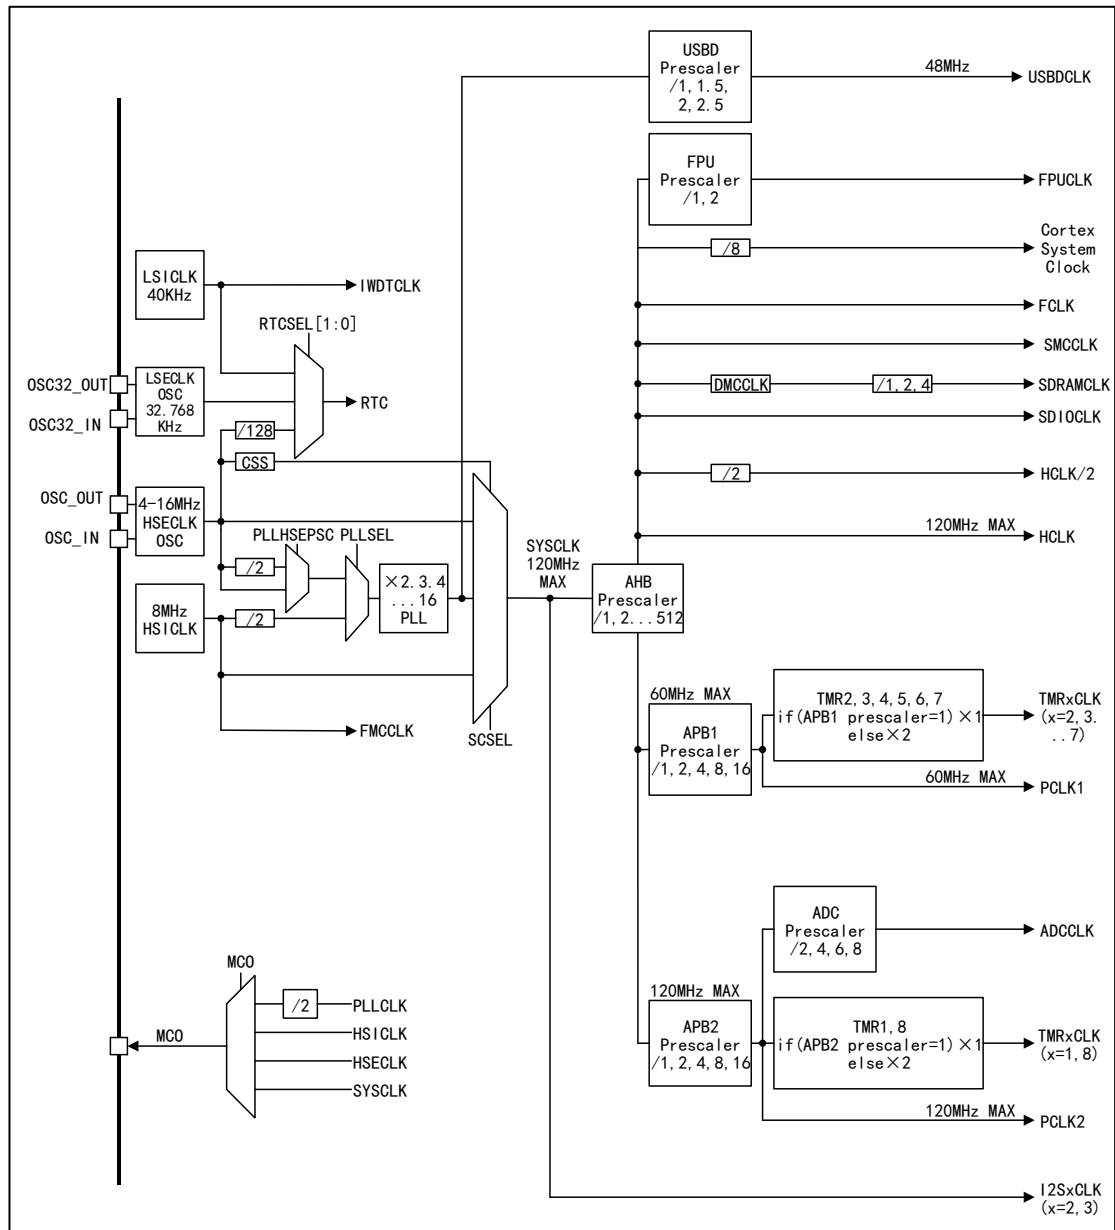 USBD
Prescaler
/1, 1.5,
2, 2.5
48MHz
USBDCLK
FPU
Prescaler
/1, 2
FPUCLK
/8
Cortex
System
Clock
LSICLK
40KHz
IWDTCLK
FCLK
RTCSEL[1:0]
SMCCLK
OSC32_OUT
OSC32_IN
LSECLK
OSC
32.768
KHz
RTC
DMCCLK
/1, 2, 4
SDRAMCLK
SDIOCLK
/128
CSS
/2
HCLK/2
OSC_OUT
OSC_IN
4-16MHz
HSECLK
OSC
120MHz MAX
HCLK
PLLHSEPSC
PLLSEL
SYSCLK
120MHz
MAX
/2
×2. 3. 4
...16
PLL
AHB
Prescaler
/1, 2...512
8MHz
HSICLK
/2
FMCCLK
SCSEL
60MHz MAX
APB1
Prescaler
/1, 2, 4, 8, 16
TMR2, 3, 4, 5, 6, 7
if(APB1 prescaler=1) ×1
else×2
TMRxCLK
(x=2, 3.
..7)
60MHz MAX
PCLK1
ADC
Prescaler
/2, 4, 6, 8
ADCCLK
MCO
/2
PLLCLK
HSICLK
HSECLK
SYSCLK
MCO
120MHz MAX
APB2
Prescaler
/1, 2, 4, 8, 16
TMR1, 8
if(APB2 prescaler=1) ×1
else×2
TMRxCLK
(x=1, 8)
120MHz MAX
PCLK2
I2SxCLK
(x=2, 3)